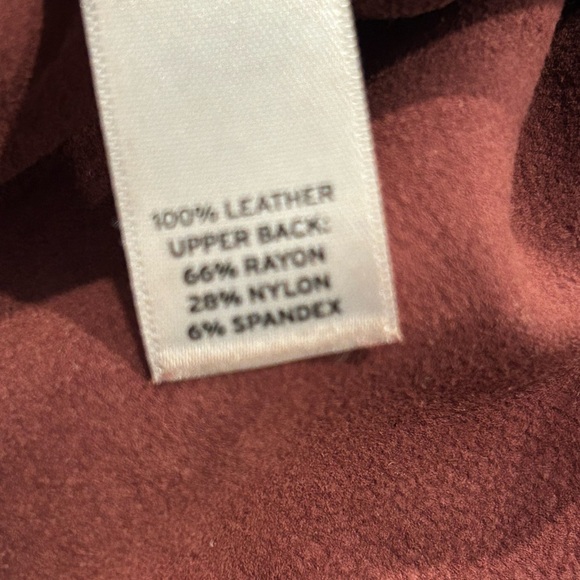 100% LEATHER
UPPER BACK:
66% RAYON
28% NYLON
6% SPANDEX